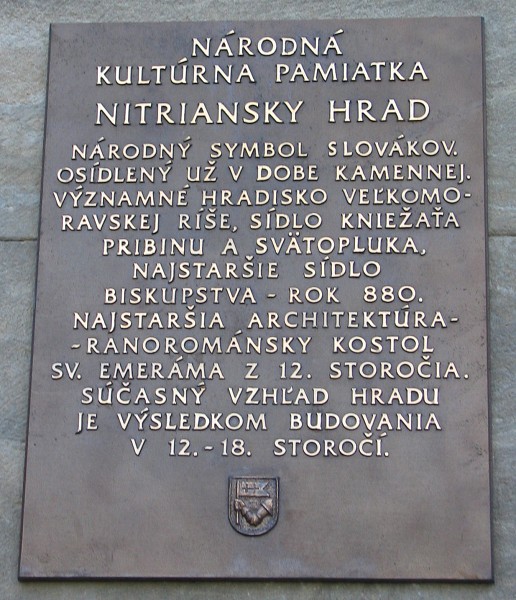 NÁRODNÁ
KULTÚRNA PAMIATKA
NITRIANSKY HRAD
NÁRODNÝ SYMBOL SLOVÁKOV.
OSÍDLENÝ UŽ V DOBE KAMENNEJ.
VÝZNAMNÉ HRADISKO VEĽKOMO-
RAVSKEJ RÍŠE, SÍDLO KNIEŽAŤA
PRIBINU A SVÄTOPLUKA,
NAJSTARŠIE SÍDLO
BISKUPSTVA - ROK 880.
NAJSTARŠIA ARCHITEKTÚRA-
-RANOROMÁNSKY KOSTOL
SV. EMERÁMA Z 12. STOROČIA.
SÚČASNÝ VZHĽAD HRADU
JE VÝSLEDKOM BUDOVANIA
V 12.-18. STOROČÍ.